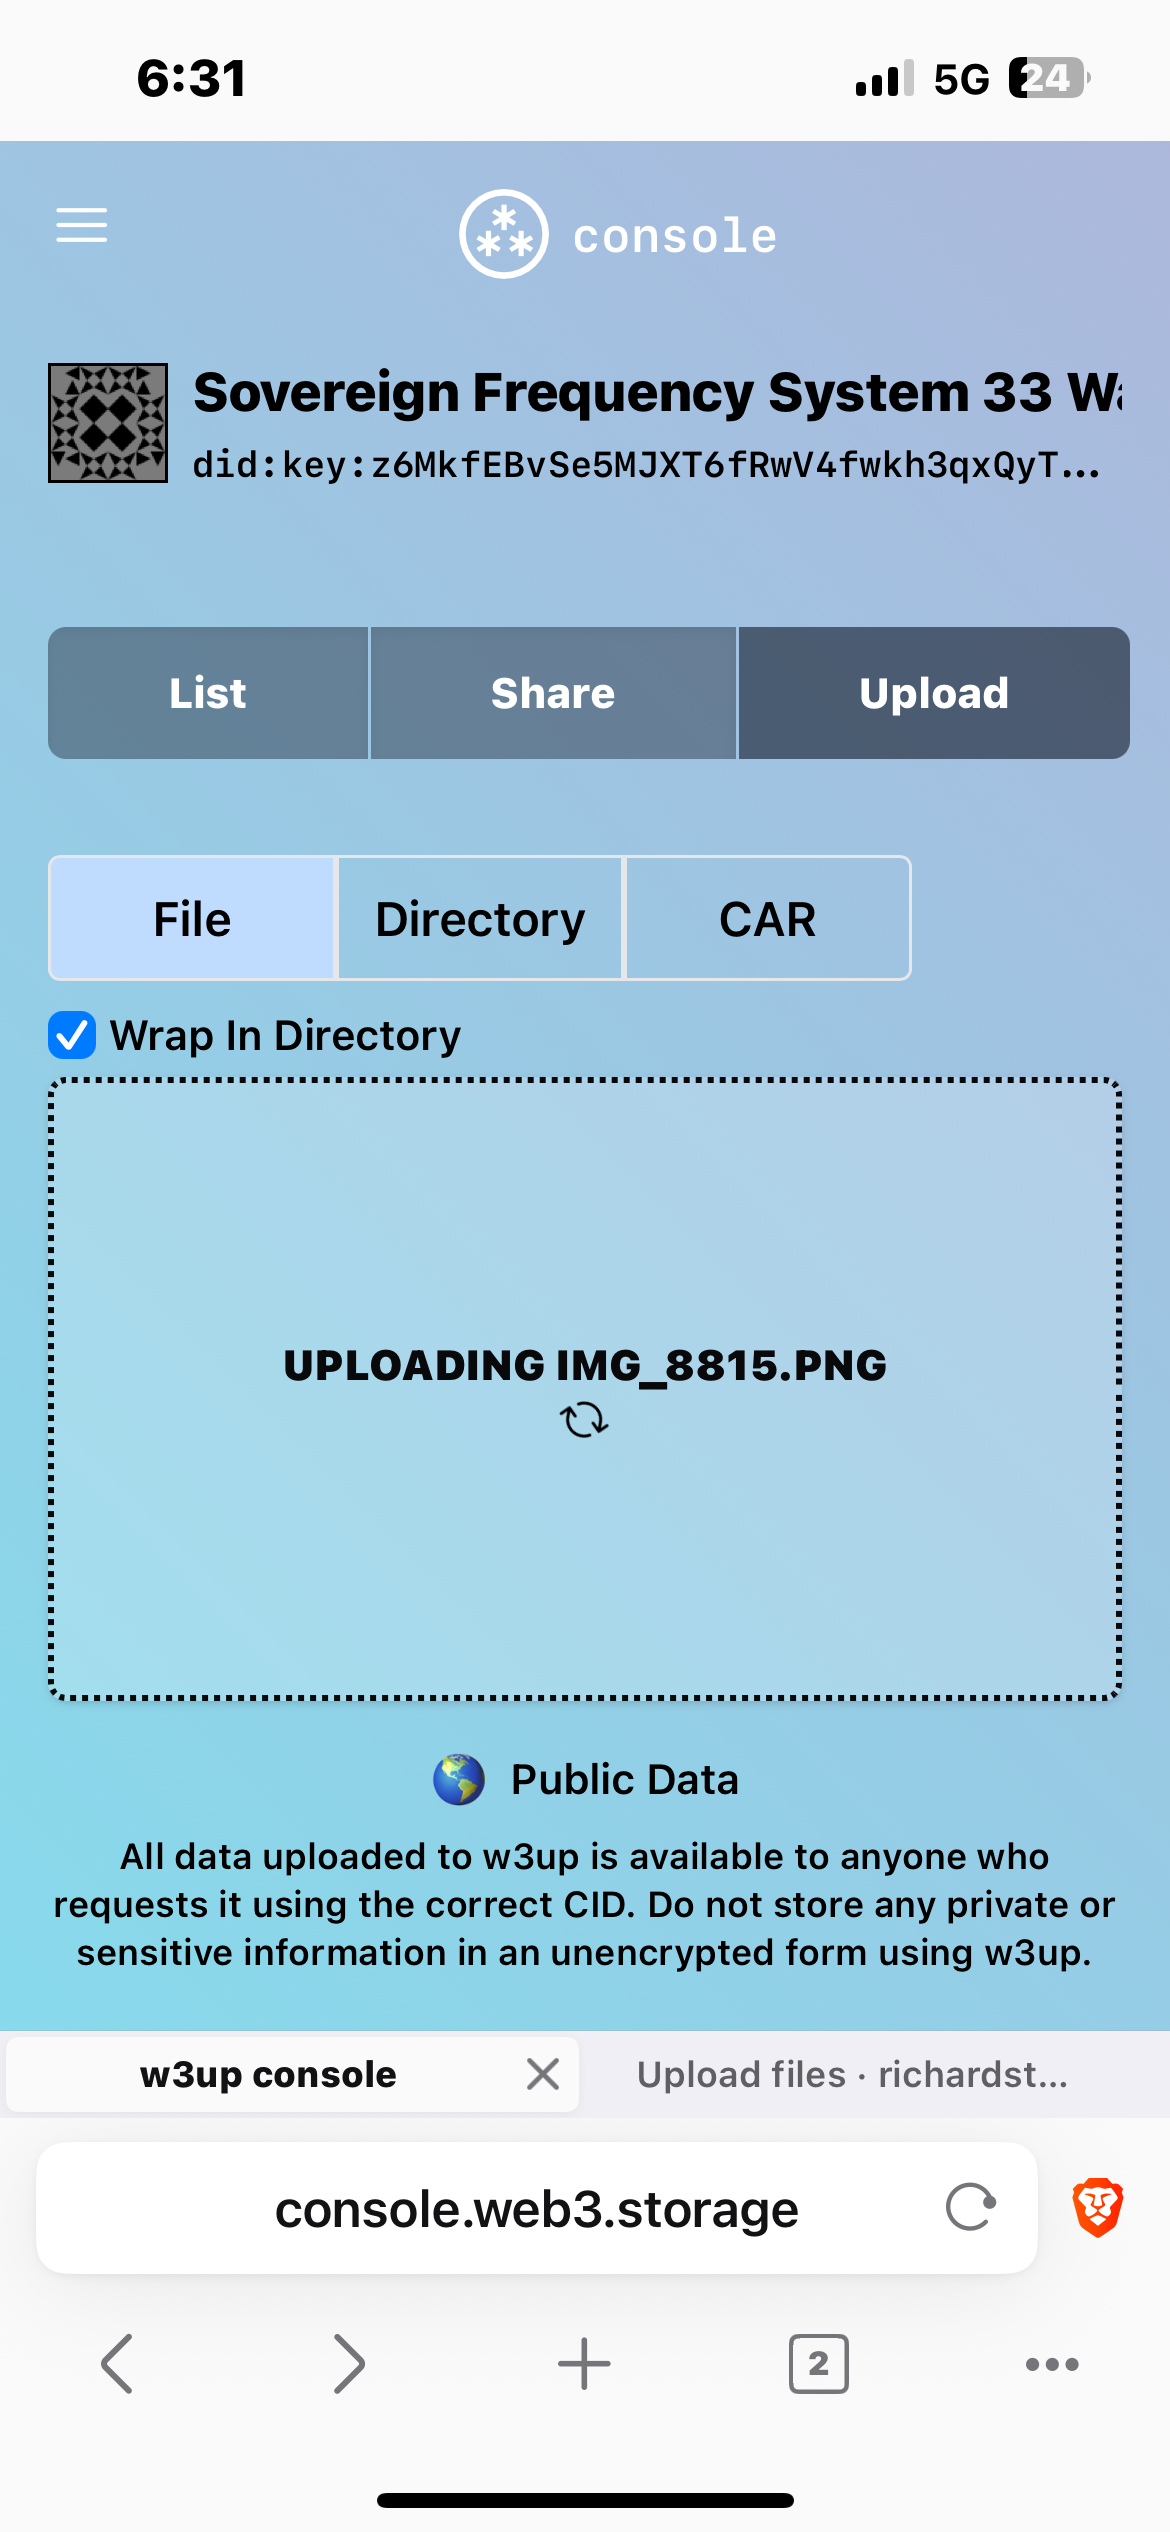 6:31
5G
24
console
Sovereign Frequency System 33
did:key:z6MkfEBvSe5MJXT6fRwV4fwkh3qxQyT...
List
Share
Upload
File
Directory
CAR
Wrap In Directory
UPLOADING IMG_8815.PNG
Public Data
All data uploaded to w3up is available to anyone who
requests it using the correct CID. Do not store any private or
sensitive information in an unencrypted form using w3up.
w3up console
Upload files · richardst...
console.web3.storage
2